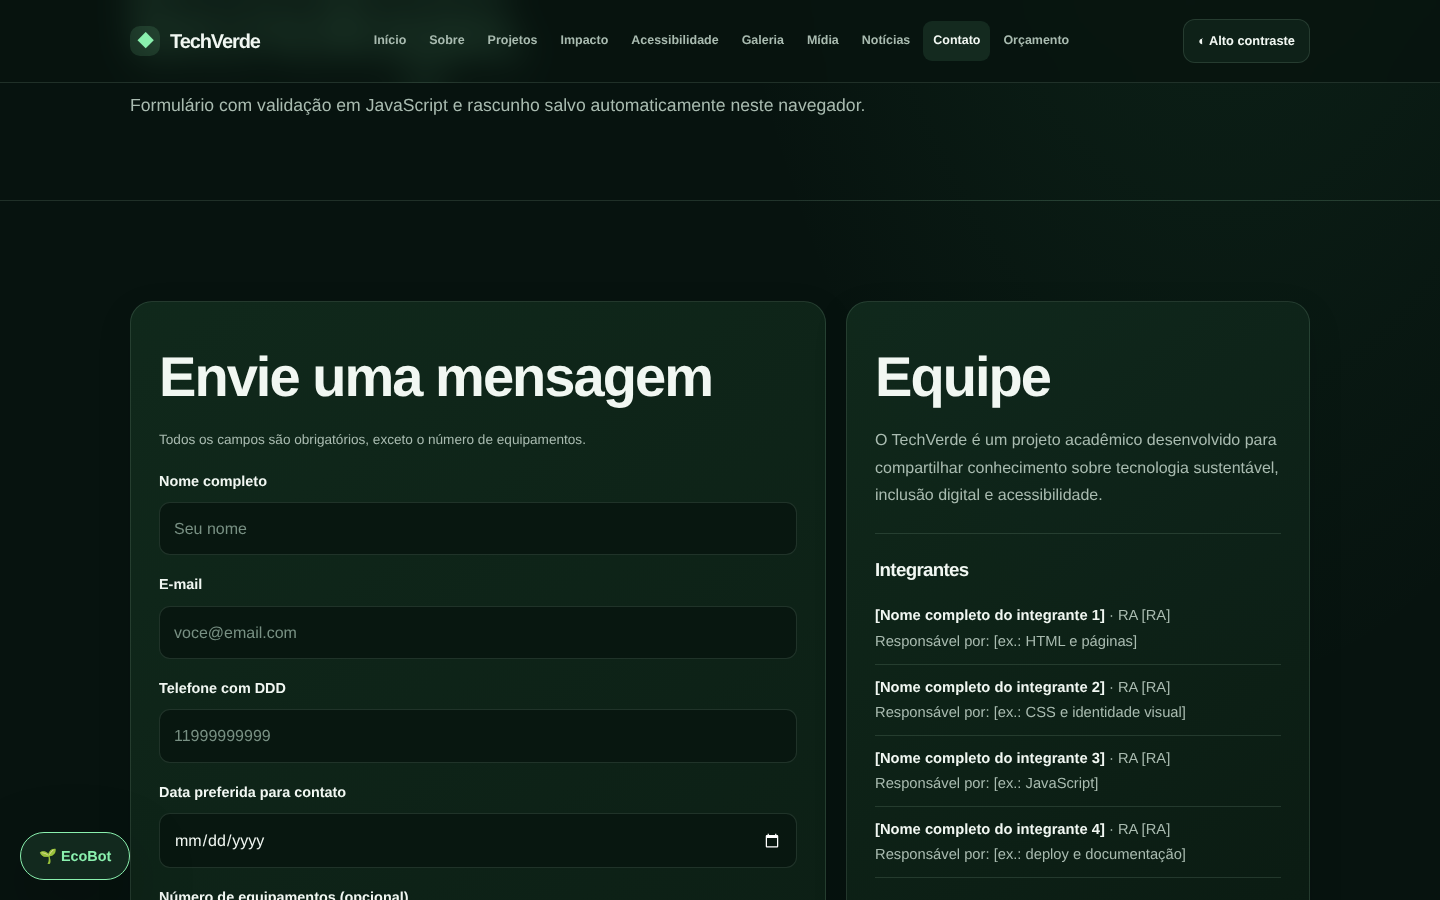 TechVerde
Início Sobre Projetos Impacto Acessibilidade Galeria Mídia Notícias Contato Orçamento
Alto contraste
Formulário com validação em JavaScript e rascunho salvo automaticamente neste navegador.
Envie uma mensagem
Todos os campos são obrigatórios, exceto o número de equipamentos.
Nome completo
Seu nome
E-mail
voce@email.com
Telefone com DDD
11999999999
Data preferida para contato
mm/dd/yyyy
Número de equipamentos (opcional)
Equipe
O TechVerde é um projeto acadêmico desenvolvido para
compartilhar conhecimento sobre tecnologia sustentável,
inclusão digital e acessibilidade.
Integrantes
[Nome completo do integrante 1] · RA [RA]
Responsável por: [ex.: HTML e páginas]
[Nome completo do integrante 2] · RA [RA]
Responsável por: [ex.: CSS e identidade visual]
[Nome completo do integrante 3] · RA [RA]
Responsável por: [ex.: JavaScript]
[Nome completo do integrante 4] · RA [RA]
Responsável por: [ex.: deploy e documentação]
EcoBot